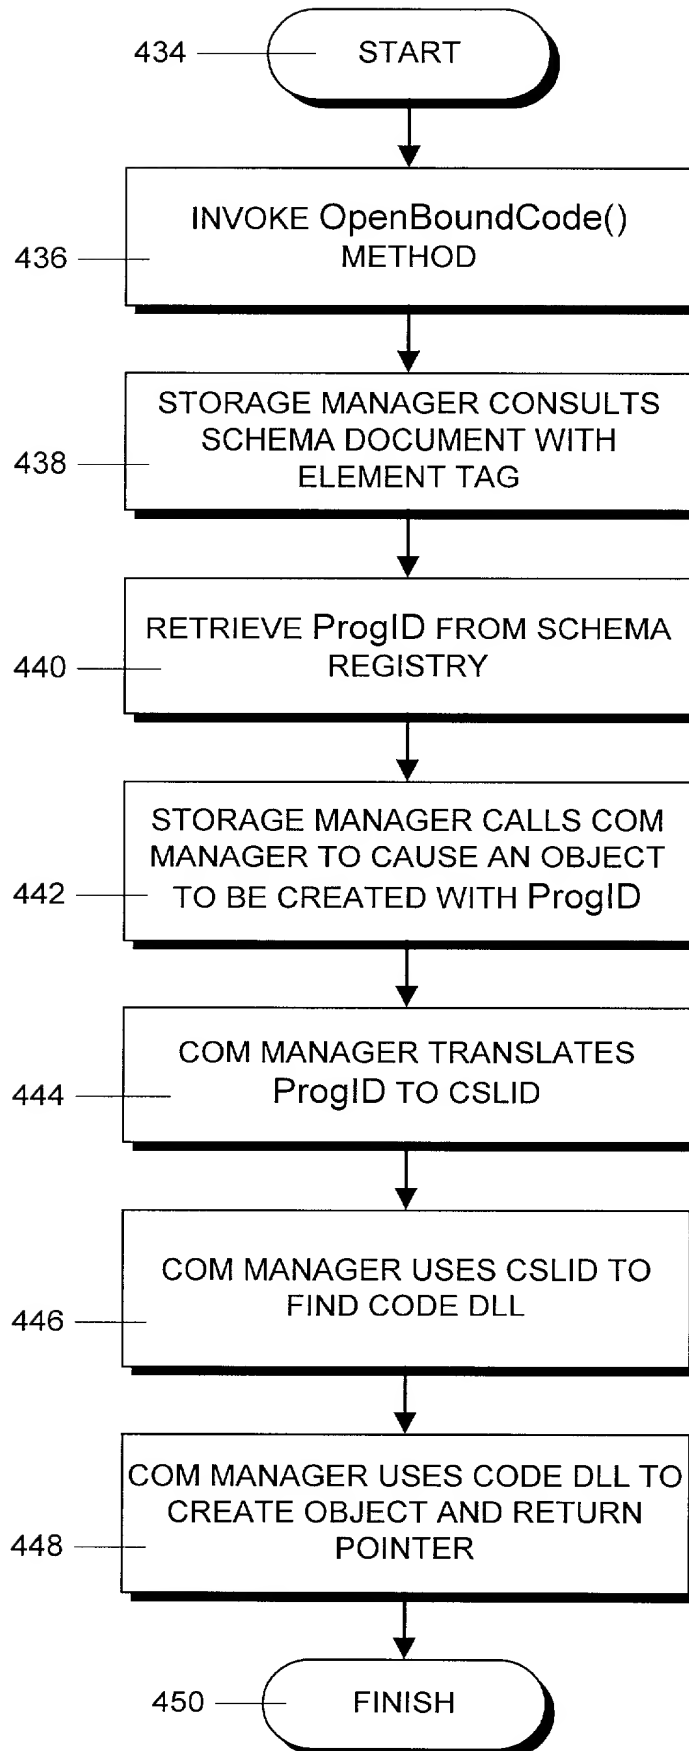 434
START
436
INVOKE OpenBoundCode()
METHOD
438
STORAGE MANAGER CONSULTS
SCHEMA DOCUMENT WITH
ELEMENT TAG
440
RETRIEVE ProgID FROM SCHEMA
REGISTRY
442
STORAGE MANAGER CALLS COM
MANAGER TO CAUSE AN OBJECT
TO BE CREATED WITH ProgID
444
COM MANAGER TRANSLATES
ProgID TO CSLID
446
COM MANAGER USES CSLID TO
FIND CODE DLL
448
COM MANAGER USES CODE DLL TO
CREATE OBJECT AND RETURN
POINTER
450
FINISH